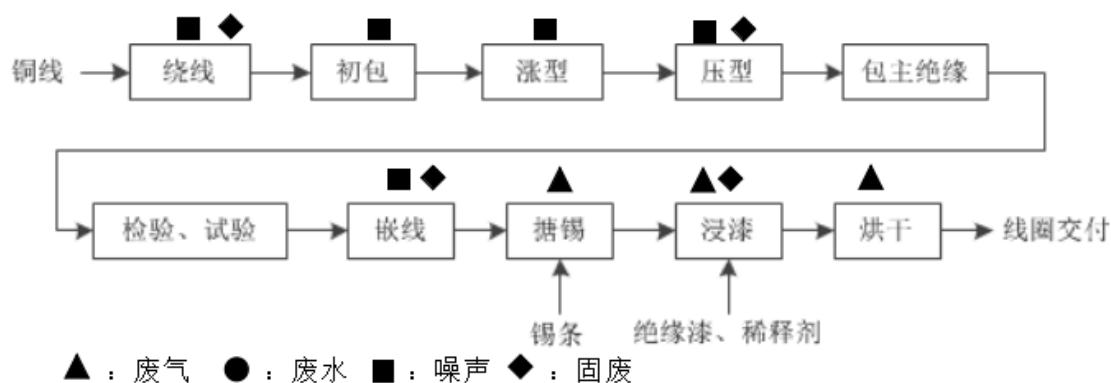 铜线 绕线 初包 涨型 压型 包主绝缘
检验、试验 嵌线 搪锡 浸漆 烘干 线圈交付
锡条 绝缘漆、稀释剂
▲：废气 ●：废水 ■：噪声 ◆：固废